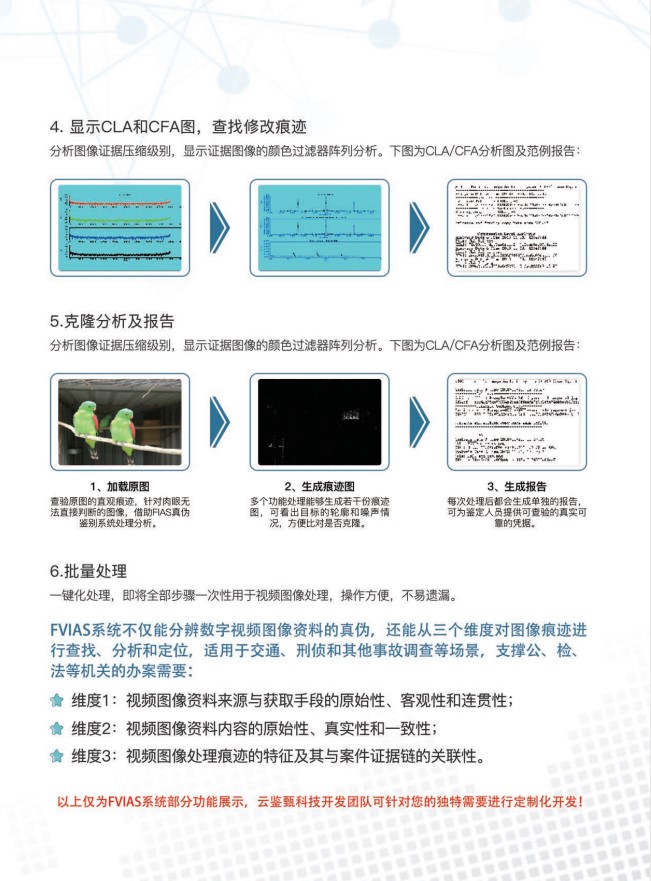 4. 显示CLA和CFA图，查找修改痕迹
分析图像证据压缩级别，显示证据图像的颜色过滤器阵列分析。下图为CLA/CFA分析图及范例报告：
5.克隆分析及报告
分析图像证据压缩级别，显示证据图像的颜色过滤器阵列分析。下图为CLA/CFA分析图及范例报告：
1、加载原图
查验原图的直观痕迹，针对肉眼无
法直接判断的图像，借助FIAS真伪
鉴别系统处理分析。
2、生成痕迹图
多个功能处理能够生成若干份痕迹
图，可看出目标的轮廓和噪声情
况，方便比对是否克隆。
3、生成报告
每次处理后都会生成单独的报告，
可为鉴定人员提供可查验的真实可
靠的凭据。
6.批量处理
一键化处理，即将全部步骤一次性用于视频图像处理，操作方便，不易遗漏。
FVIAS系统不仅能分辨数字视频图像资料的真伪，还能从三个维度对图像痕迹进
行查找、分析和定位，适用于交通、刑侦和其他事故调查等场景，支撑公、检、
法等机关的办案需要：
维度1：视频图像资料来源与获取手段的原始性、客观性和连贯性；
维度2：视频图像资料内容的原始性、真实性和一致性；
维度3：视频图像处理痕迹的特征及其与案件证据链的关联性。
以上仅为FVIAS系统部分功能展示，云鉴甄科技开发团队可针对您的独特需要进行定制化开发！